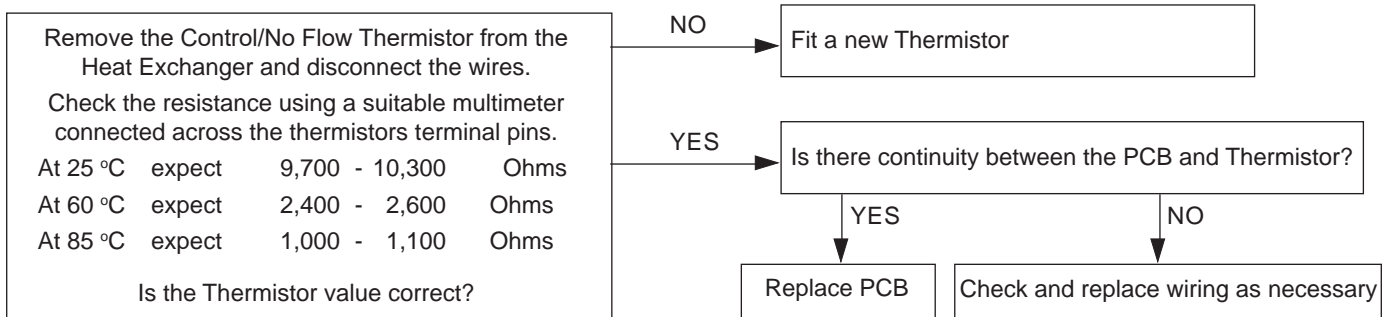 Remove the Control/No Flow Thermistor from the
Heat Exchanger and disconnect the wires.
Check the resistance using a suitable multimeter
connected across the thermistors terminal pins.
At 25 oC expect 9,700 - 10,300 Ohms
At 60 oC expect 2,400 - 2,600 Ohms
At 85 oC expect 1,000 - 1,100 Ohms
Is the Thermistor value correct?
NO
Fit a new Thermistor
YES
Is there continuity between the PCB and Thermistor?
YES
NO
Replace PCB
Check and replace wiring as necessary